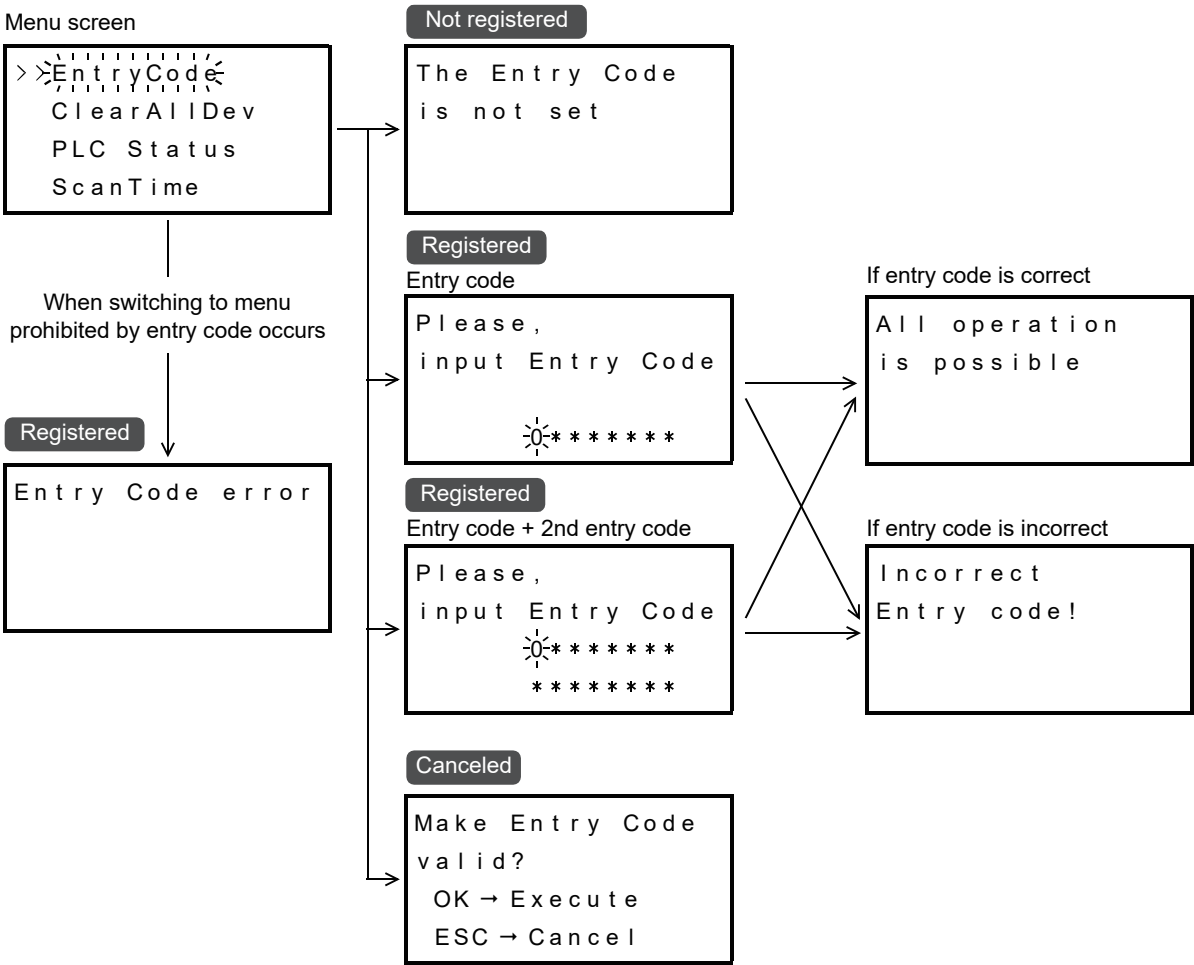 Menu screen
>>EntryCode
ClearAllDev
PLC Status
ScanTime
When switching to menu
prohibited by entry code occurs
Registered
Entry Code error
Not registered
The Entry Code
is not set
Registered
Entry code
Please,
input Entry Code
0*******
Registered
Entry code + 2nd entry code
Please,
input Entry Code
0*******
********
Canceled
Make Entry Code
valid?
OK → Execute
ESC → Cancel
If entry code is correct
All operation
is possible
If entry code is incorrect
Incorrect
Entry code!